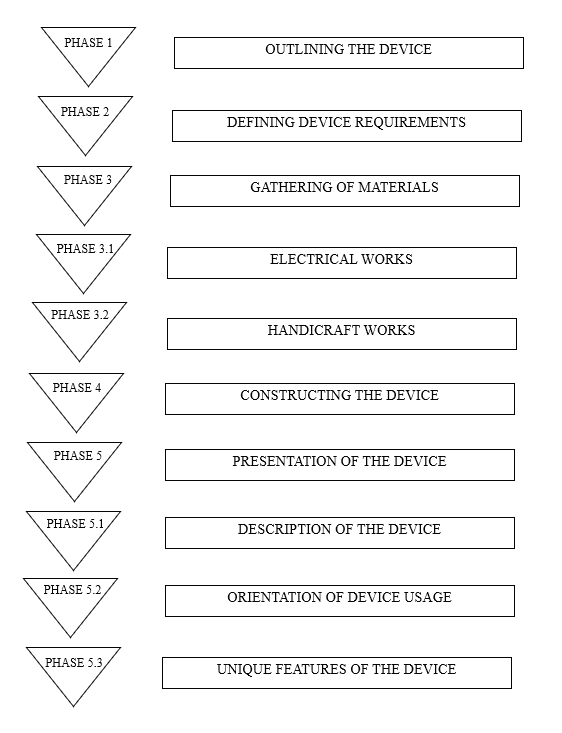 PHASE 1
OUTLINING THE DEVICE
PHASE 2
DEFINING DEVICE REQUIREMENTS
PHASE 3
GATHERING OF MATERIALS
PHASE 3.1
ELECTRICAL WORKS
PHASE 3.2
HANDICRAFT WORKS
PHASE 4
CONSTRUCTING THE DEVICE
PHASE 5
PRESENTATION OF THE DEVICE
PHASE 5.1
DESCRIPTION OF THE DEVICE
PHASE 5.2
ORIENTATION OF DEVICE USAGE
PHASE 5.3
UNIQUE FEATURES OF THE DEVICE